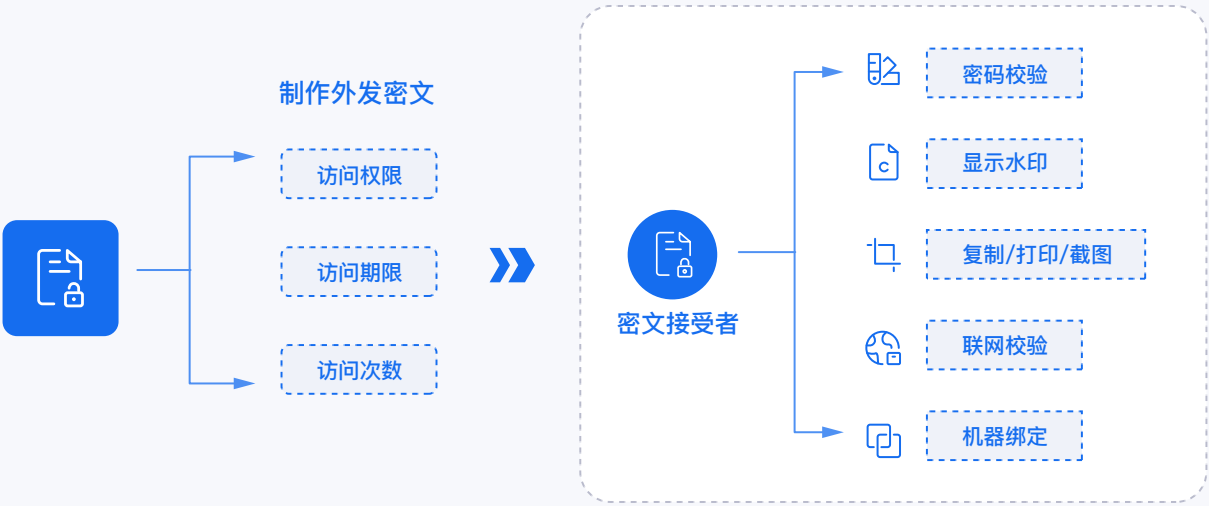 制作外发密文
访问权限
访问期限
访问次数
密文接受者
密码校验
C
显示水印
复制/打印/截图
联网校验
机器绑定